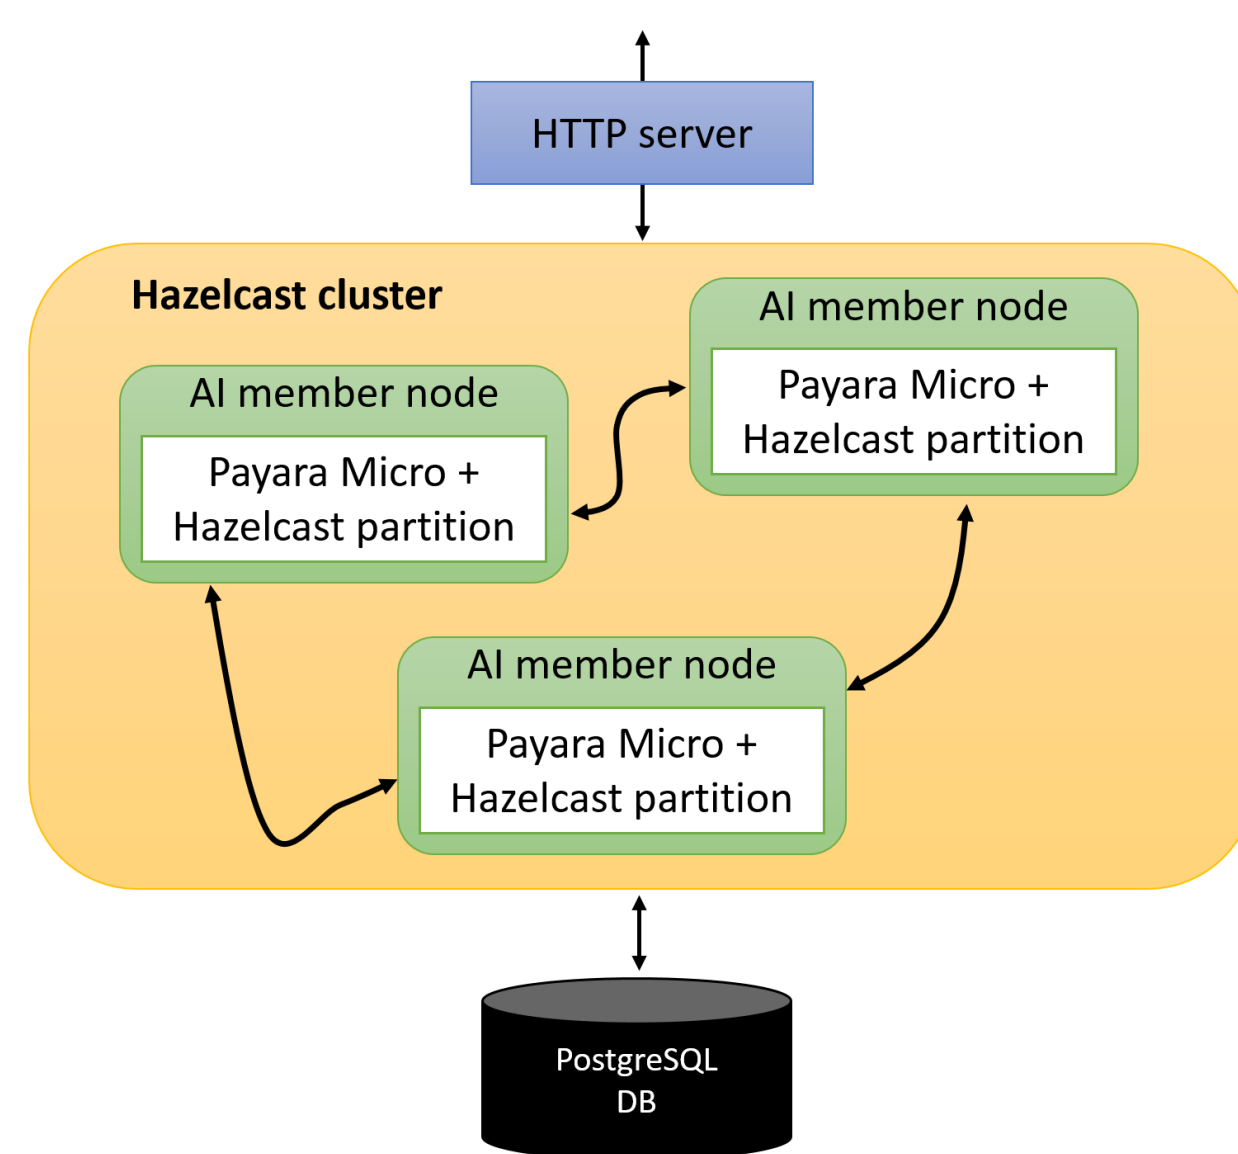 HTTP server
Hazelcast cluster
AI member node
Payara Micro +
Hazelcast partition
AI member node
Payara Micro +
Hazelcast partition
AI member node
Payara Micro +
Hazelcast partition
PostgreSQL
DB